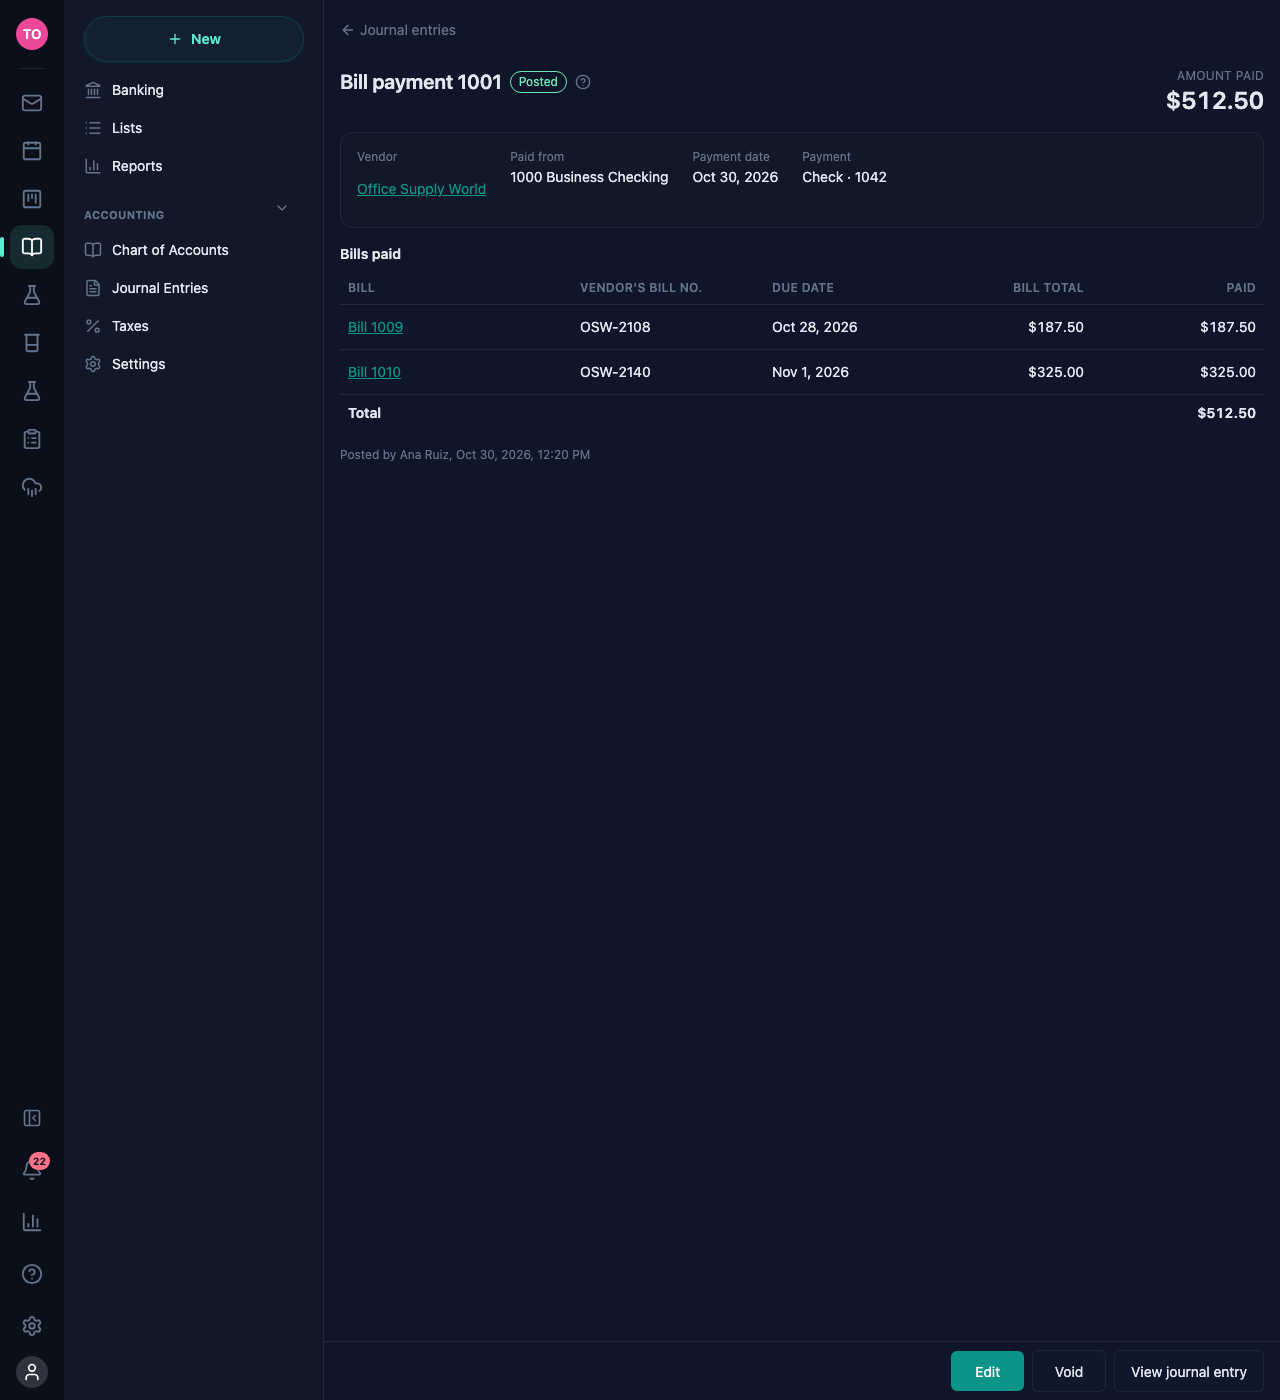 TO
New
Banking
Lists
Reports
ACCOUNTING
Chart of Accounts
Journal Entries
Taxes
Settings
22
Journal entries
Bill payment 1001 Posted
AMOUNT PAID
$512.50
Vendor Paid from Payment date Payment
Office Supply World 1000 Business Checking Oct 30, 2026 Check · 1042
Bills paid
BILL VENDOR'S BILL NO. DUE DATE BILL TOTAL PAID
Bill 1009 OSW-2108 Oct 28, 2026 $187.50 $187.50
Bill 1010 OSW-2140 Nov 1, 2026 $325.00 $325.00
Total $512.50
Posted by Ana Ruiz, Oct 30, 2026, 12:20 PM
Edit Void View journal entry